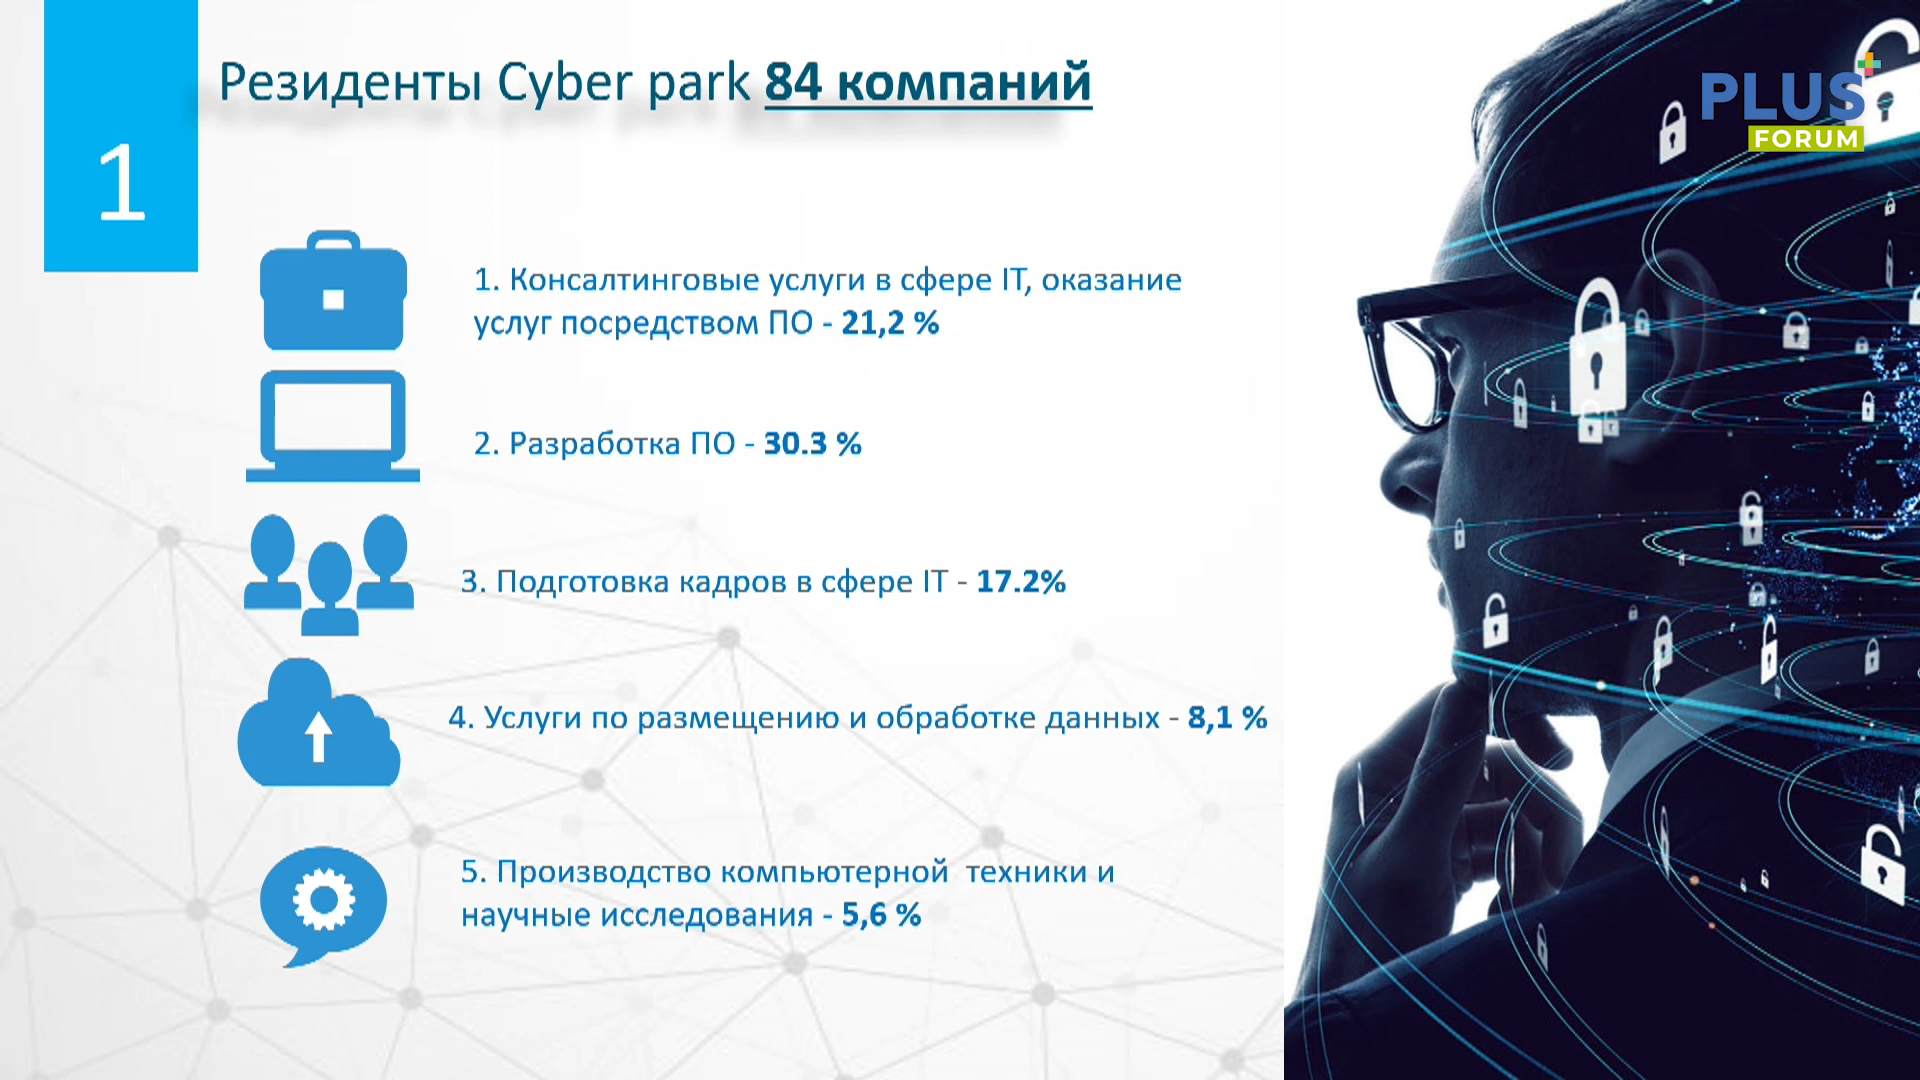 Резиденты Cyber park 84 компаний
PLUS
FORUM
1
1. Консалтинговые услуги в сфере IT, оказание
услуг посредством ПО - 21,2 %
2. Разработка ПО - 30.3 %
3. Подготовка кадров в сфере IT - 17.2%
4. Услуги по размещению и обработке данных - 8,1 %
5. Производство компьютерной  техники и
научные исследования - 5,6 %